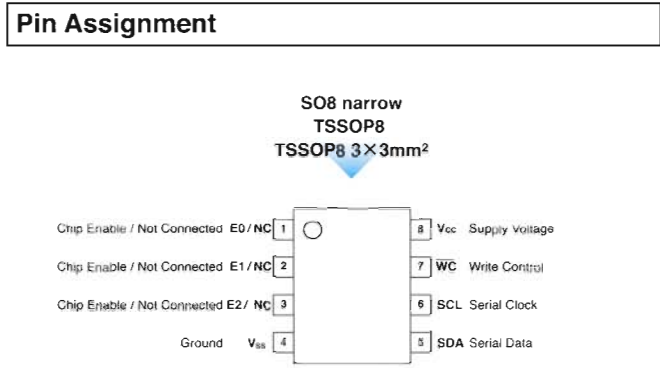 Pin Assignment
SO8 narrow
TSSOP8
TSSOP8 3×3mm²
Chip Enable / Not Connected E0/NC 1
8 Vcc Supply Voltage
Chip Enable / Not Connected E1/NC 2
7 W̅C̅ Write Control
Chip Enable / Not Connected E2/ NC 3
6 SCL Serial Clock
Ground Vss 4
5 SDA Serial Data